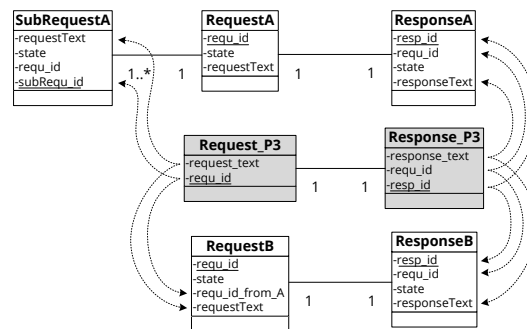 SubRequestA
-requestText
-state
-requ_id
-subRequ_id
RequestA
-requ_id
-state
-requestText
ResponseA
-resp_id
-requ_id
-state
-responseText
1..*
1
1
1
Request_P3
-request_text
-requ_id
Response_P3
-response_text
-requ_id
-resp_id
1
1
RequestB
-requ_id
-state
-requ_id_from_A
-requestText
ResponseB
-resp_id
-requ_id
-state
-responseText
1
1